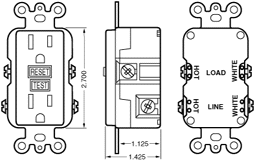 RESET
TEST
2.700
1.125
1.425
HOT
LOAD
WHITE
HOT
LINE
WHITE